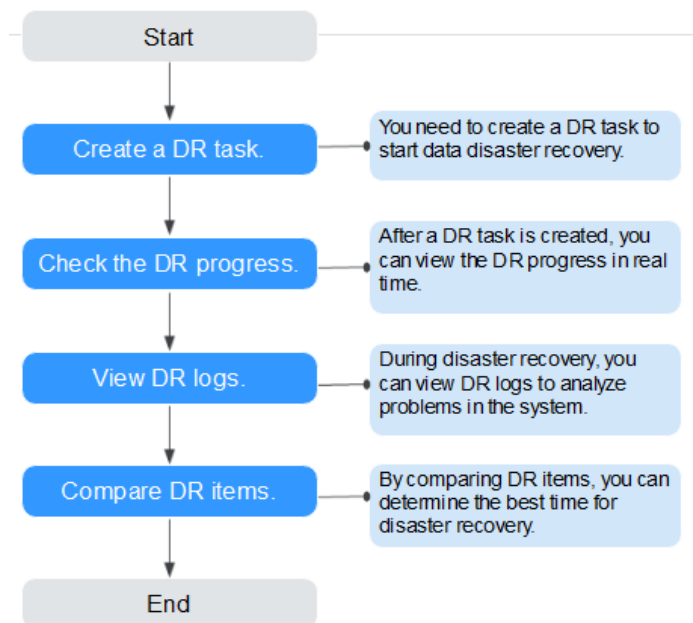 Start
Create a DR task.
You need to create a DR task to
start data disaster recovery.
Check the DR progress.
After a DR task is created, you
can view the DR progress in real
time.
View DR logs.
During disaster recovery, you
can view DR logs to analyze
problems in the system.
Compare DR items.
By comparing DR items, you can
determine the best time for
disaster recovery.
End